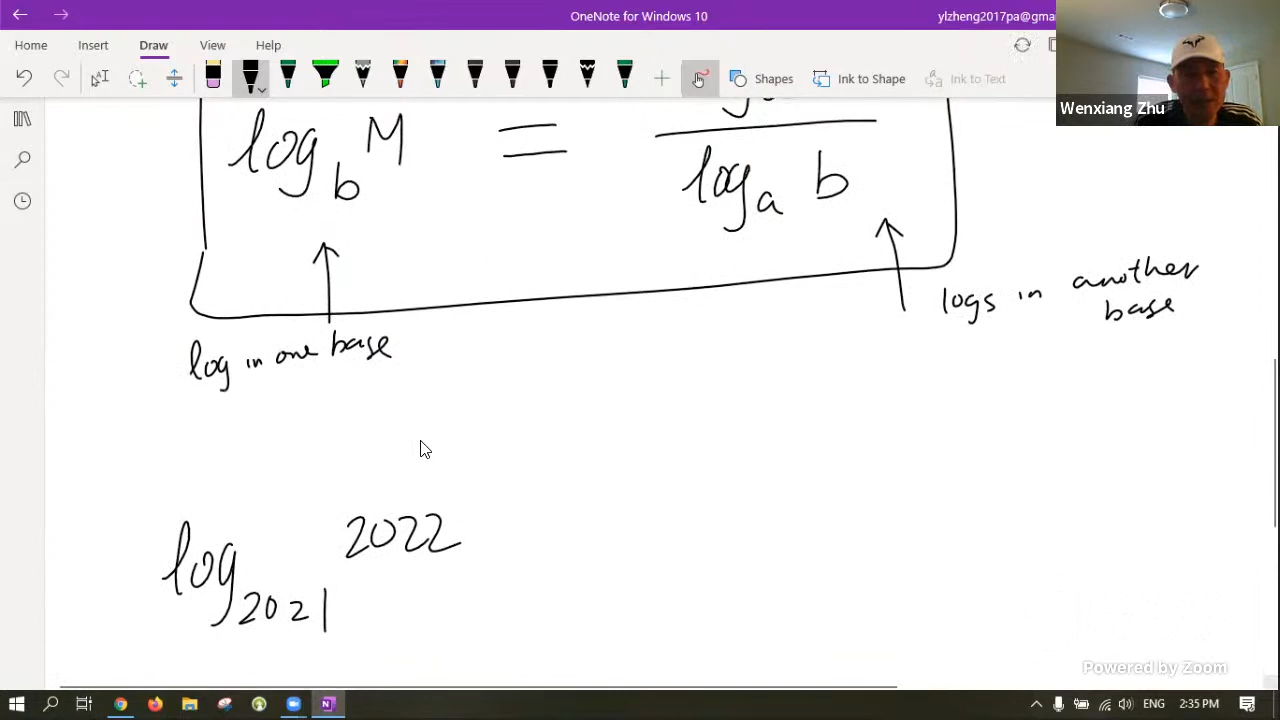 OneNote for Windows 10
ylzheng2017pa@gma
Home Insert Draw View Help
Shapes Ink to Shape Ink to Text
Wenxiang Zhu
log_b M =
log_a b
logs in another
base
log in one base
log_2021 2022
Powered by Zoom
2:35 PM